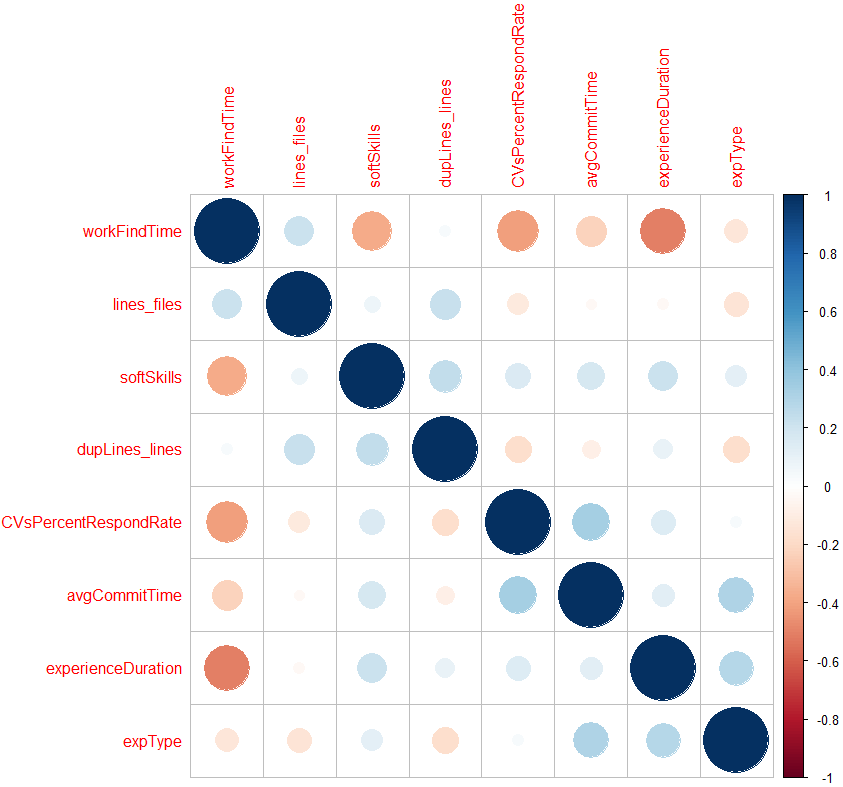 workFindTime
lines_files
softSkills
dupLines_lines
CVsPercentRespondRate
avgCommitTime
experienceDuration
expType
workFindTime
lines_files
softSkills
dupLines_lines
CVsPercentRespondRate
avgCommitTime
experienceDuration
expType
1
0.8
0.6
0.4
0.2
0
-0.2
-0.4
-0.6
-0.8
-1